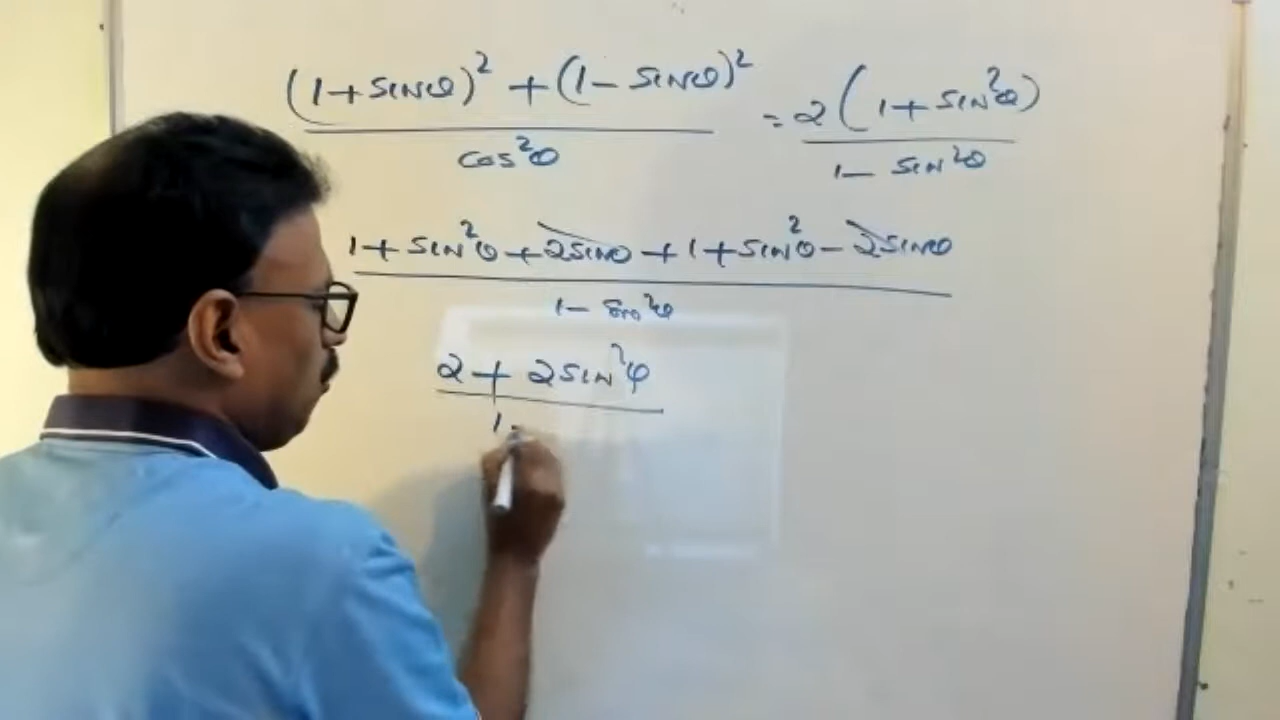 (1+SINθ)² + (1-SINθ)² = 2(1+SIN²θ)
cos²θ 1- SIN²θ
1+SIN²θ+2SINθ+1+SIN²θ-2SINθ
1- Sin²θ
2+ 2SIN²φ
1-